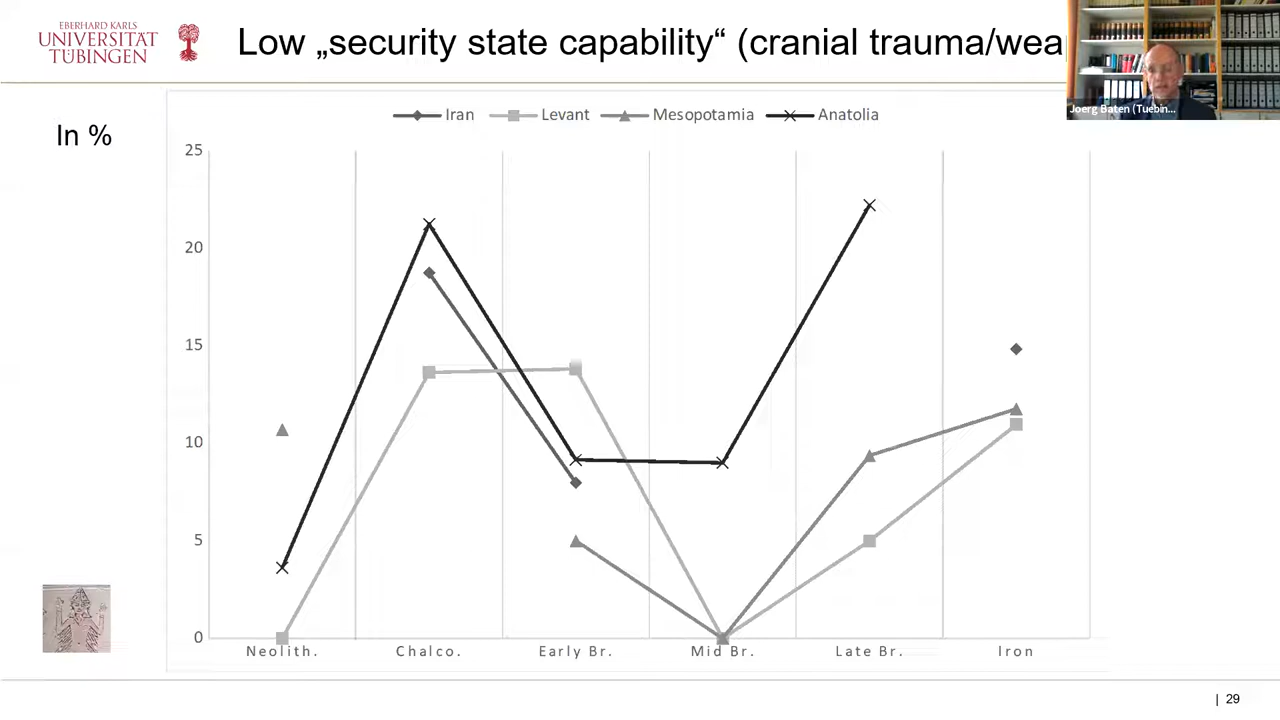 EBERHARD KARLS
UNIVERSITÄT
TÜBINGEN
Low „security state capability“ (cranial trauma/wea
Joerg Baten (Tuebin...
In %
Iran Levant Mesopotamia Anatolia
25
20
15
10
5
0
Neolith. Chalco. Early Br. Mid Br. Late Br. Iron
| 29